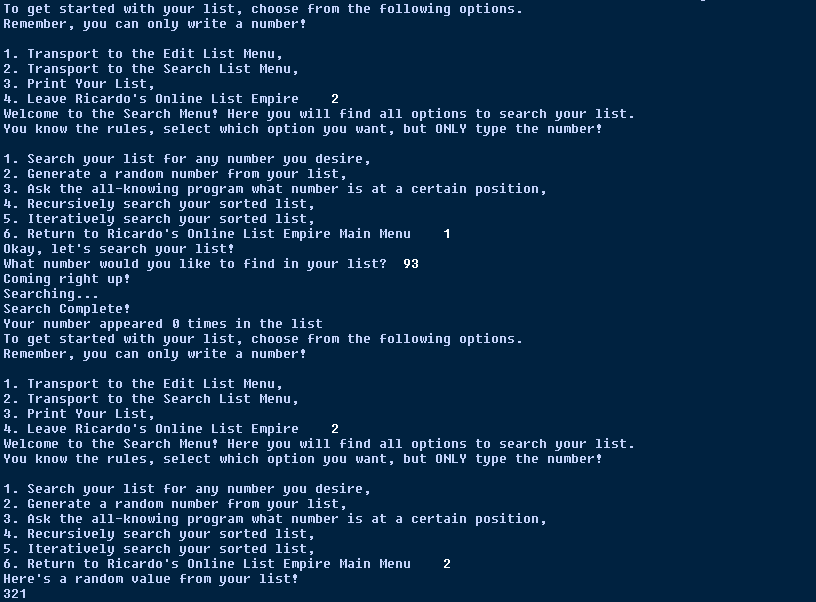 To get started with your list, choose from the following options.
Remember, you can only write a number!
1. Transport to the Edit List Menu,
2. Transport to the Search List Menu,
3. Print Your List,
4. Leave Ricardo's Online List Empire    2
Welcome to the Search Menu! Here you will find all options to search your list.
You know the rules, select which option you want, but ONLY type the number!
1. Search your list for any number you desire,
2. Generate a random number from your list,
3. Ask the all-knowing program what number is at a certain position,
4. Recursively search your sorted list,
5. Iteratively search your sorted list,
6. Return to Ricardo's Online List Empire Main Menu    1
Okay, let's search your list!
What number would you like to find in your list?  93
Coming right up!
Searching...
Search Complete!
Your number appeared 0 times in the list
To get started with your list, choose from the following options.
Remember, you can only write a number!
1. Transport to the Edit List Menu,
2. Transport to the Search List Menu,
3. Print Your List,
4. Leave Ricardo's Online List Empire    2
Welcome to the Search Menu! Here you will find all options to search your list.
You know the rules, select which option you want, but ONLY type the number!
1. Search your list for any number you desire,
2. Generate a random number from your list,
3. Ask the all-knowing program what number is at a certain position,
4. Recursively search your sorted list,
5. Iteratively search your sorted list,
6. Return to Ricardo's Online List Empire Main Menu    2
Here's a random value from your list!
321